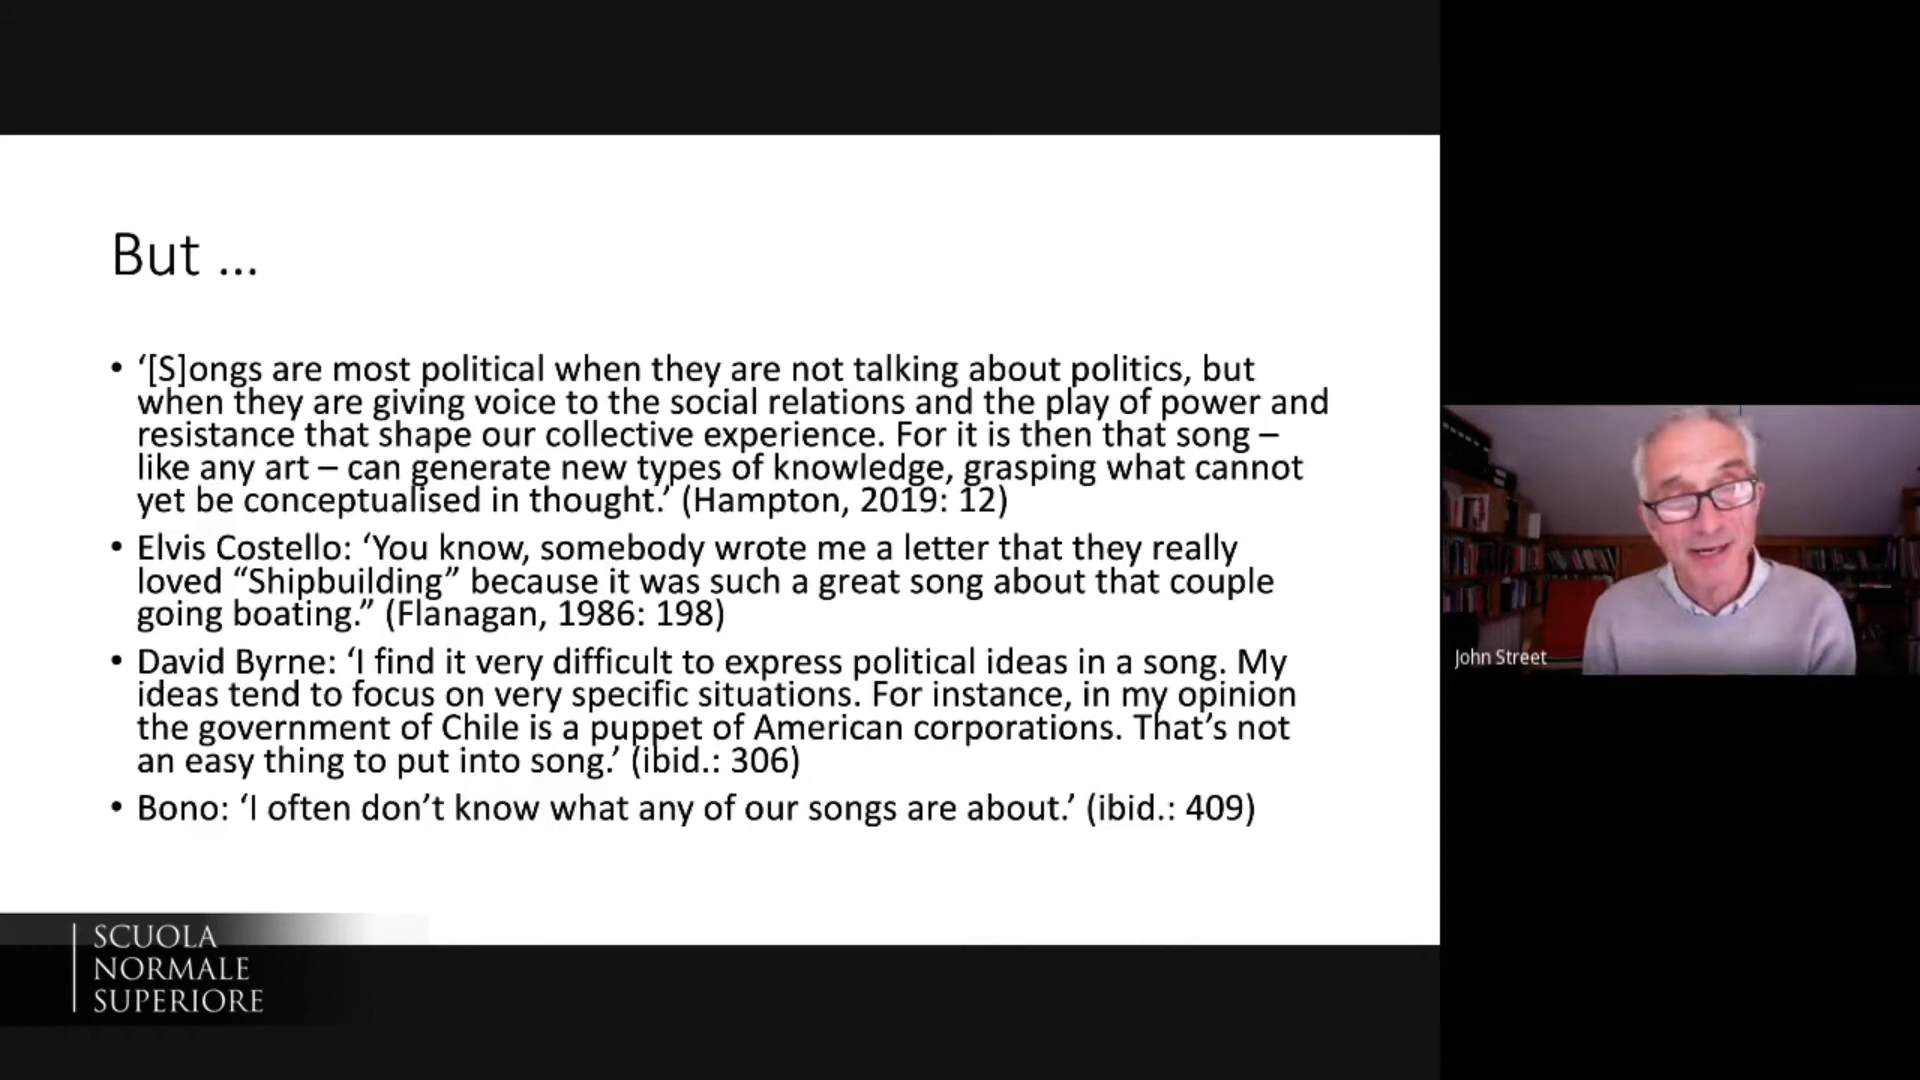 But ...
• ‘[S]ongs are most political when they are not talking about politics, but
when they are giving voice to the social relations and the play of power and
resistance that shape our collective experience. For it is then that song –
like any art – can generate new types of knowledge, grasping what cannot
yet be conceptualised in thought.’ (Hampton, 2019: 12)
• Elvis Costello: ‘You know, somebody wrote me a letter that they really
loved “Shipbuilding” because it was such a great song about that couple
going boating.” (Flanagan, 1986: 198)
• David Byrne: ‘I find it very difficult to express political ideas in a song. My
ideas tend to focus on very specific situations. For instance, in my opinion
the government of Chile is a puppet of American corporations. That’s not
an easy thing to put into song.’ (ibid.: 306)
• Bono: ‘I often don’t know what any of our songs are about.’ (ibid.: 409)
John Street
SCUOLA
NORMALE
SUPERIORE